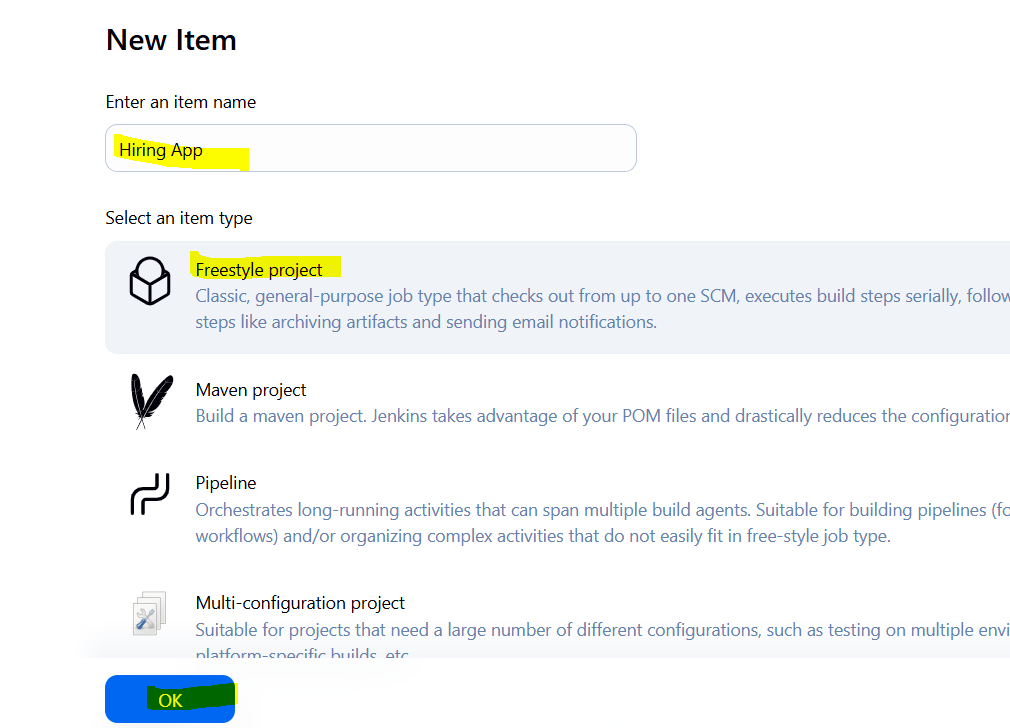 New Item
Enter an item name
Hiring App
Select an item type
Freestyle project
Classic, general-purpose job type that checks out from up to one SCM, executes build steps serially, follow
steps like archiving artifacts and sending email notifications.
Maven project
Build a maven project. Jenkins takes advantage of your POM files and drastically reduces the configuration
Pipeline
Orchestrates long-running activities that can span multiple build agents. Suitable for building pipelines (fo
workflows) and/or organizing complex activities that do not easily fit in free-style job type.
Multi-configuration project
Suitable for projects that need a large number of different configurations, such as testing on multiple envi
platform-specific builds, etc.
OK